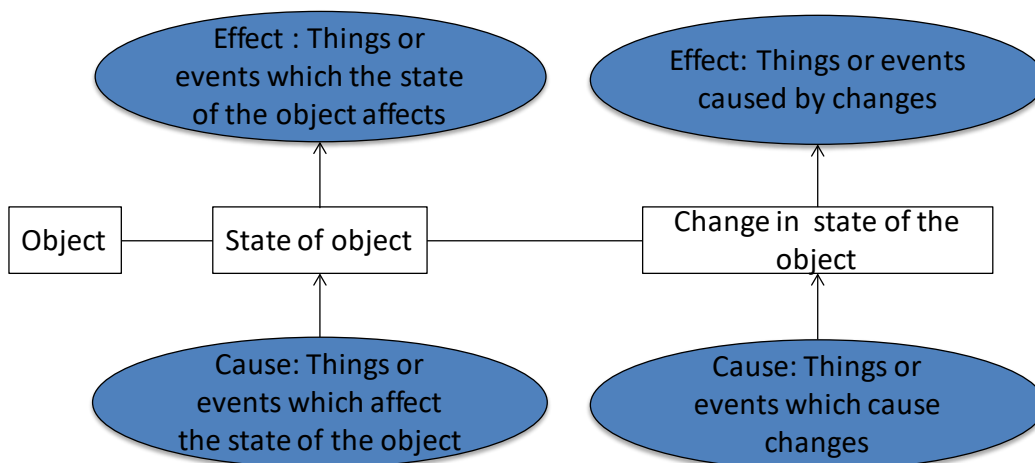 Effect : Things or
events which the state
of the object affects
Effect: Things or events
caused by changes
Object
State of object
Change in  state of the
object
Cause: Things or
events which affect
the state of the object
Cause: Things or
events which cause
changes